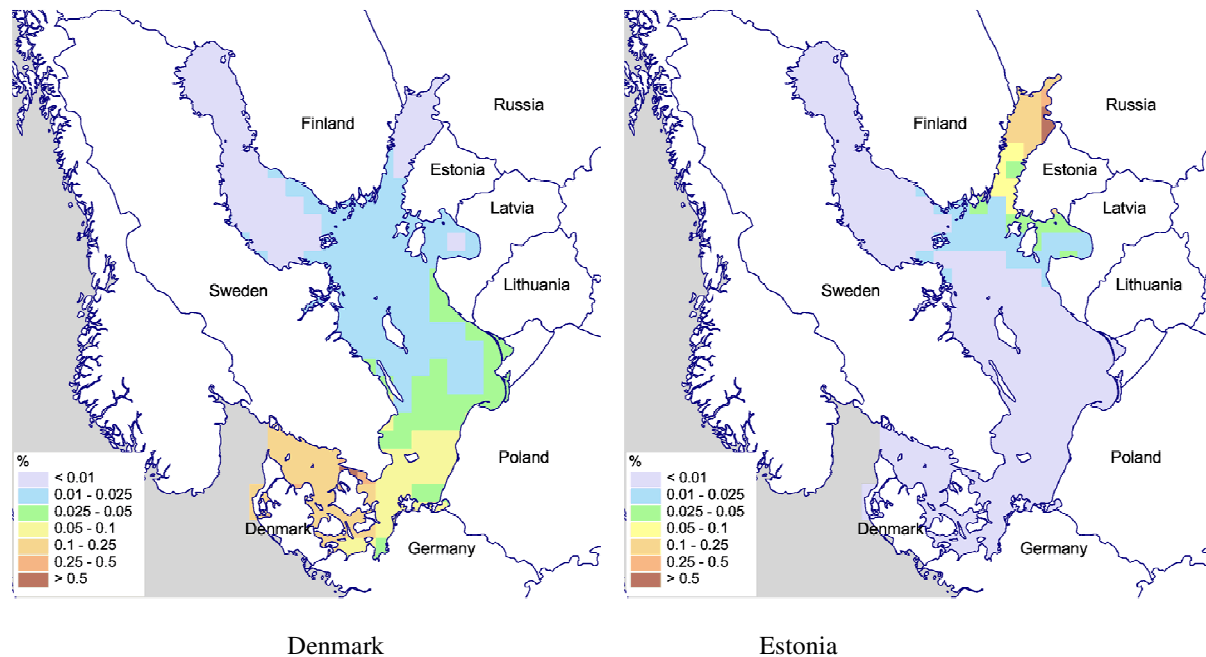 Russia
Finland
Estonia
Latvia
Lithuania
Sweden
Poland
Denmark
Germany
%
< 0.01
0.01 - 0.025
0.025 - 0.05
0.05 - 0.1
0.1 - 0.25
0.25 - 0.5
> 0.5
Russia
Finland
Estonia
Latvia
Lithuania
Sweden
Poland
Denmark
Germany
%
< 0.01
0.01 - 0.025
0.025 - 0.05
0.05 - 0.1
0.1 - 0.25
0.25 - 0.5
> 0.5
Denmark
Estonia